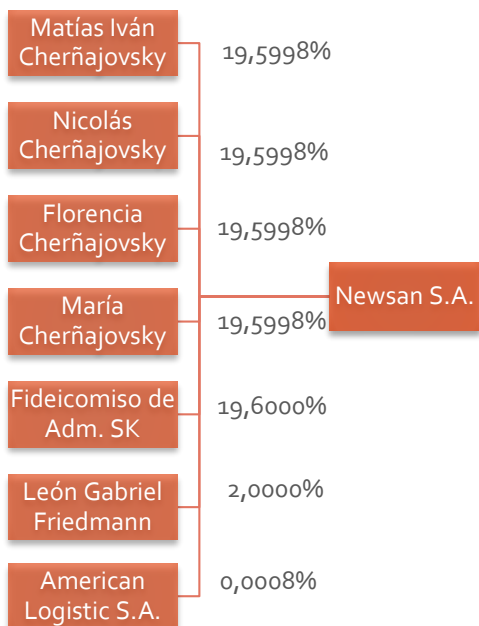 Matías Iván
Cherñajovsky
19,5998%
Nicolás
Cherñajovsky
19,5998%
Florencia
Cherñajovsky
19,5998%
Newsan S.A.
María
Cherñajovsky
19,5998%
Fideicomiso de
Adm. SK
19,6000%
León Gabriel
Friedmann
2,0000%
American
Logistic S.A.
0,0008%